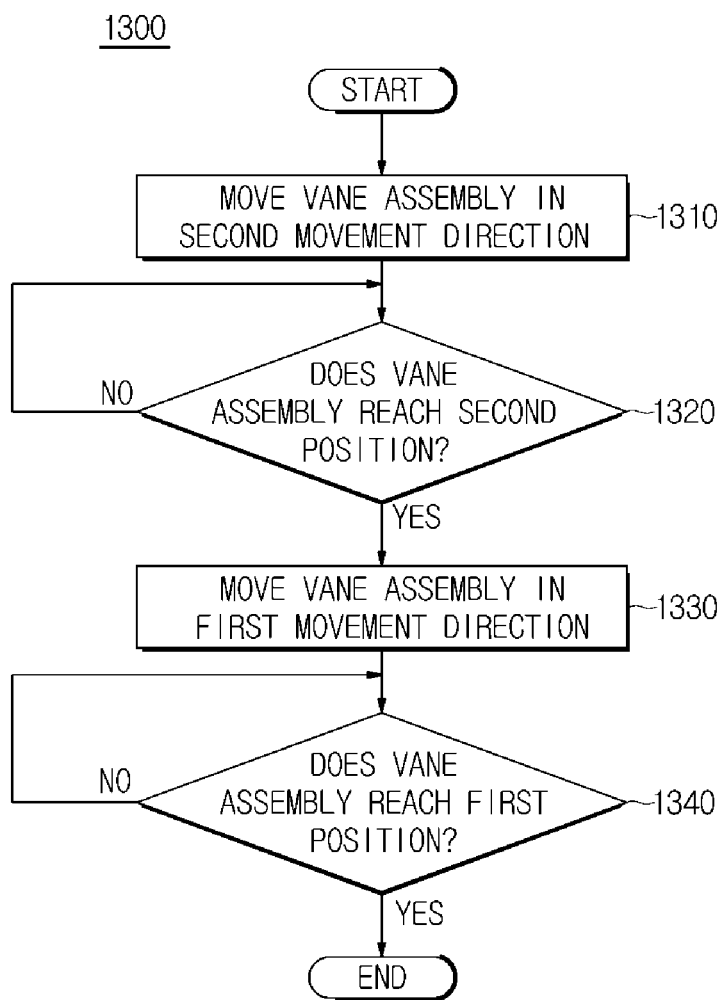 1300
START
MOVE VANE ASSEMBLY IN
SECOND MOVEMENT DIRECTION
1310
DOES VANE
ASSEMBLY REACH SECOND
POSITION?
1320
NO
YES
MOVE VANE ASSEMBLY IN
FIRST MOVEMENT DIRECTION
1330
DOES VANE
ASSEMBLY REACH FIRST
POSITION?
1340
NO
YES
END